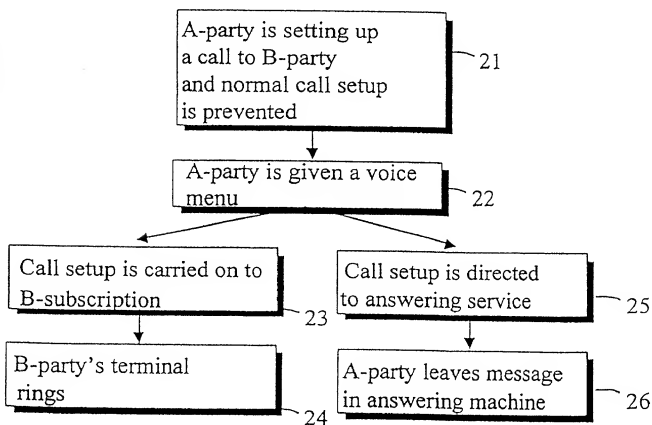 A-party is setting up
a call to B-party
and normal call setup
is prevented
21
A-party is given a voice
menu
22
Call setup is carried on to
B-subscription
23
Call setup is directed
to answering service
25
B-party's terminal
rings
24
A-party leaves message
in answering machine
26